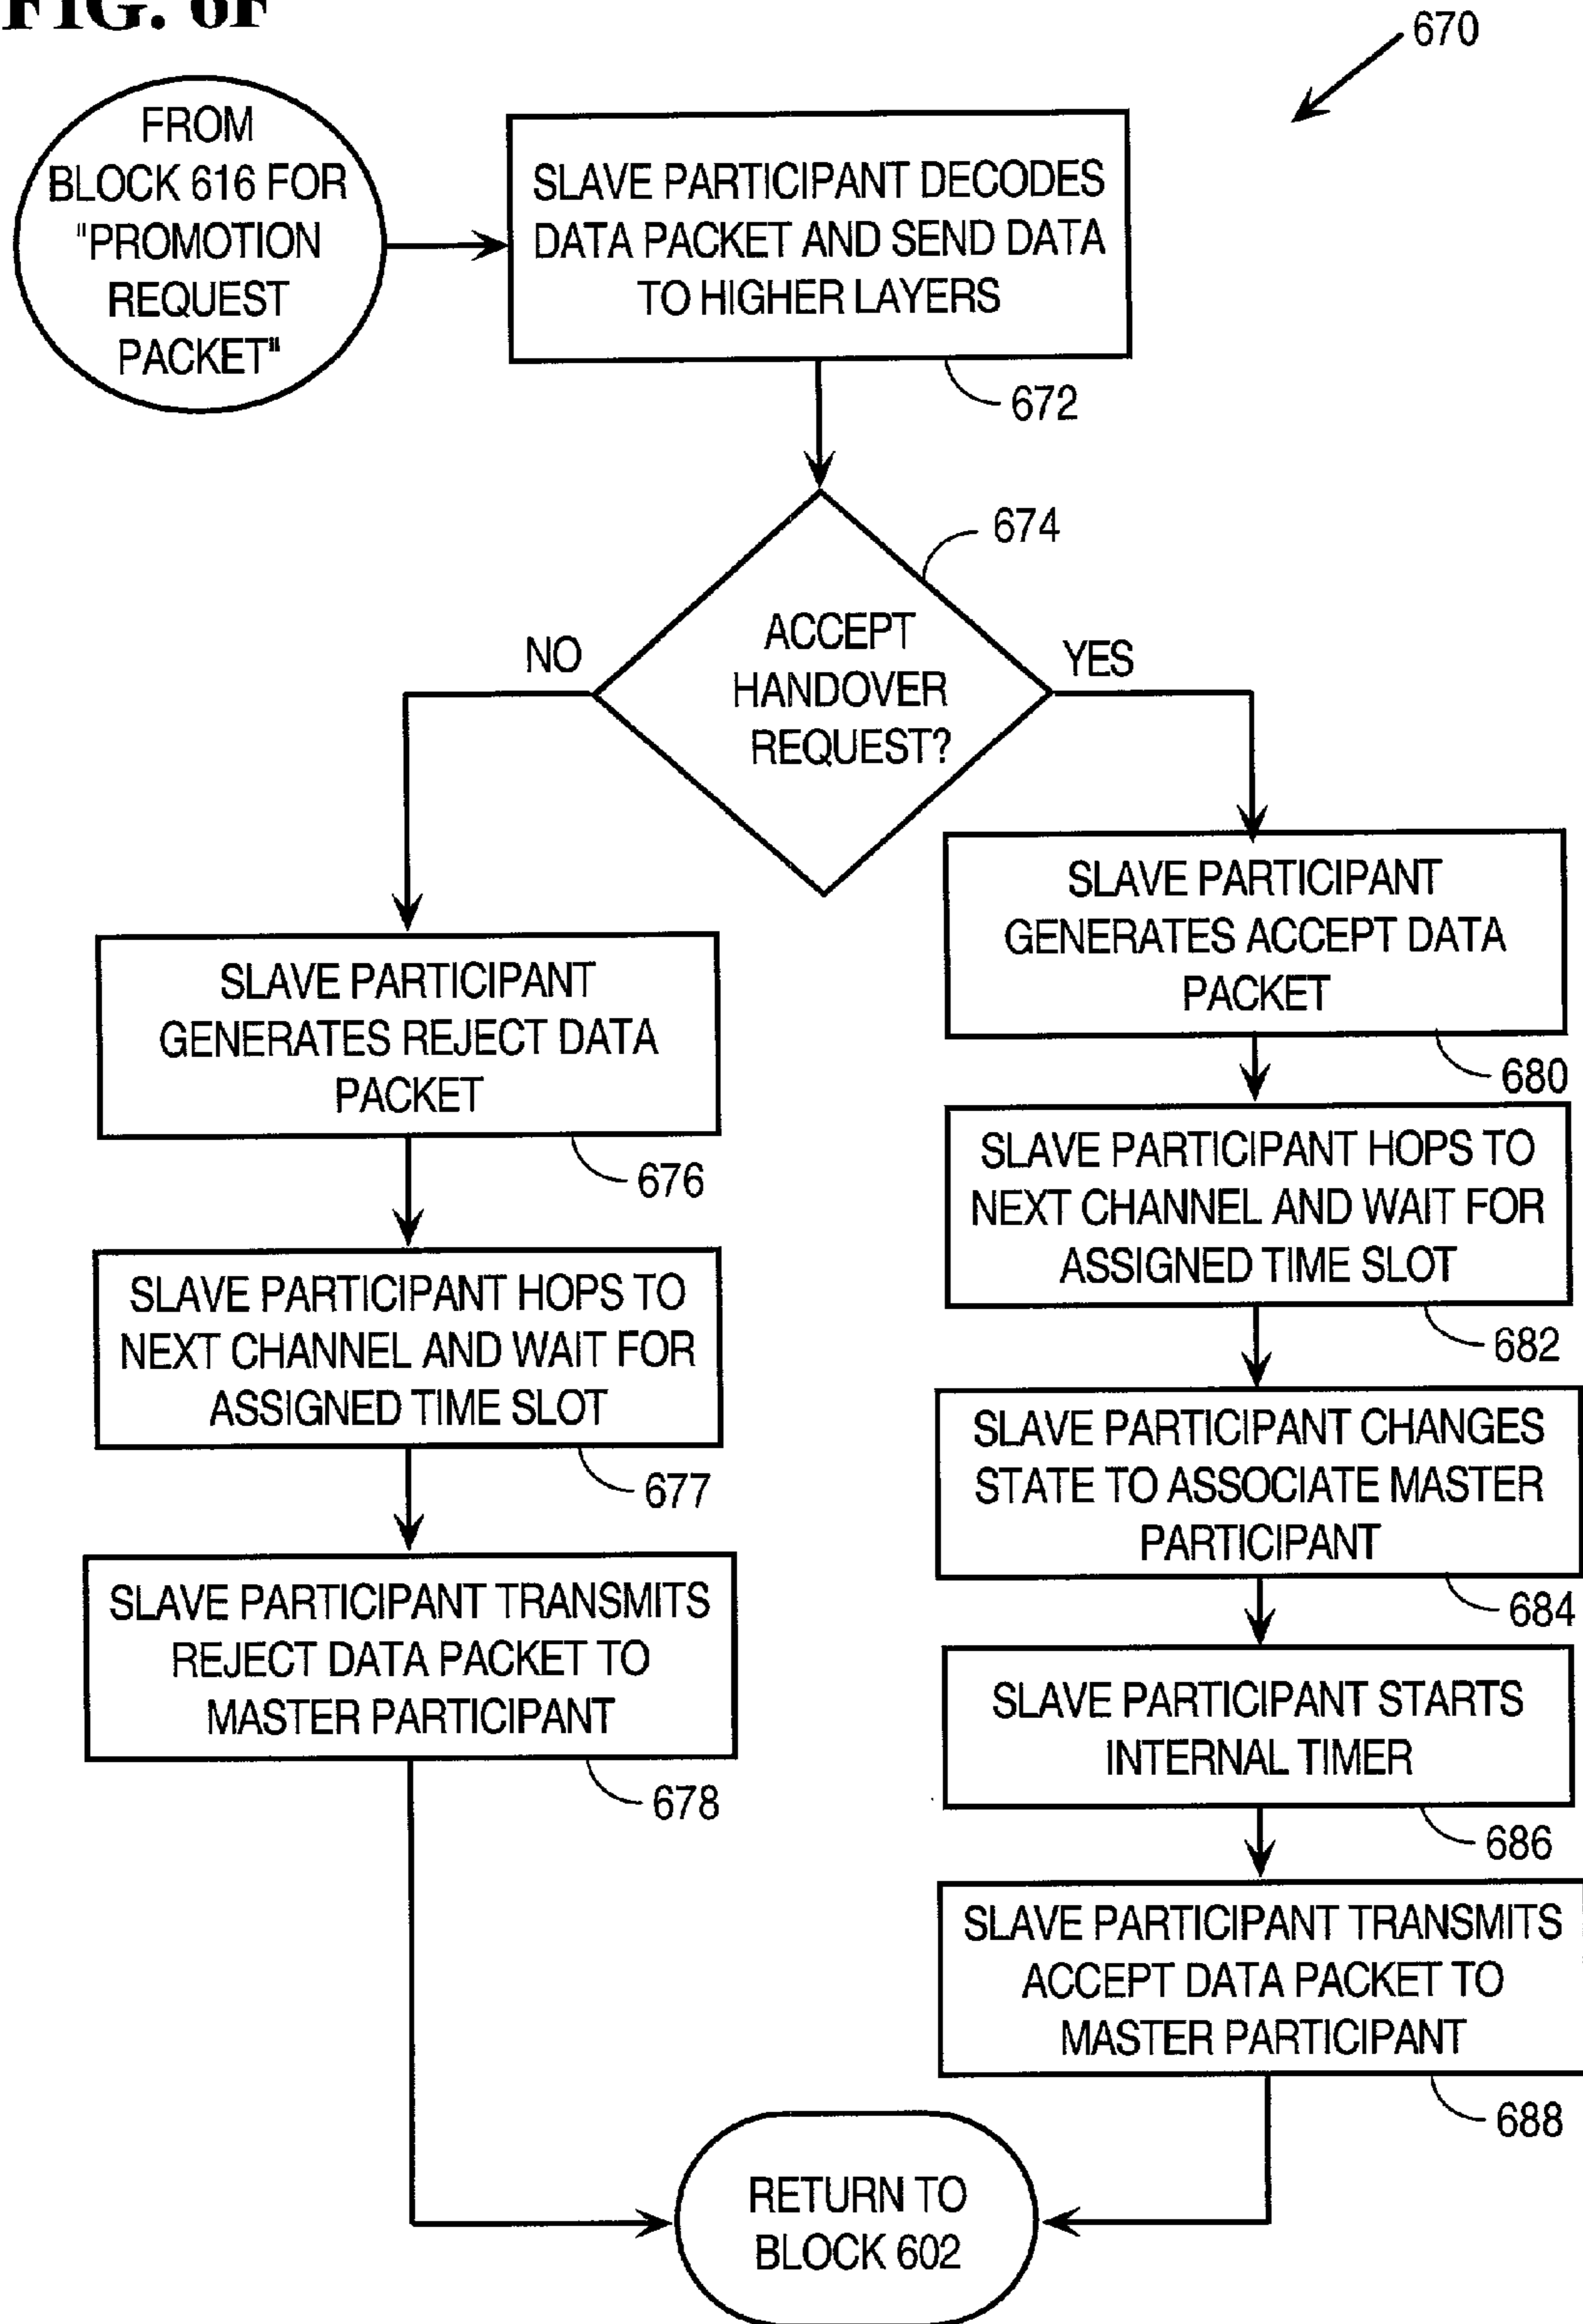 FIG. 6F
670
FROM
BLOCK 616 FOR
"PROMOTION
REQUEST
PACKET"
SLAVE PARTICIPANT DECODES
DATA PACKET AND SEND DATA
TO HIGHER LAYERS
672
674
ACCEPT
HANDOVER
REQUEST?
NO
YES
SLAVE PARTICIPANT
GENERATES REJECT DATA
PACKET
676
SLAVE PARTICIPANT HOPS TO
NEXT CHANNEL AND WAIT FOR
ASSIGNED TIME SLOT
677
SLAVE PARTICIPANT TRANSMITS
REJECT DATA PACKET TO
MASTER PARTICIPANT
678
SLAVE PARTICIPANT
GENERATES ACCEPT DATA
PACKET
680
SLAVE PARTICIPANT HOPS TO
NEXT CHANNEL AND WAIT FOR
ASSIGNED TIME SLOT
682
SLAVE PARTICIPANT CHANGES
STATE TO ASSOCIATE MASTER
PARTICIPANT
684
SLAVE PARTICIPANT STARTS
INTERNAL TIMER
686
SLAVE PARTICIPANT TRANSMITS
ACCEPT DATA PACKET TO
MASTER PARTICIPANT
688
RETURN TO
BLOCK 602